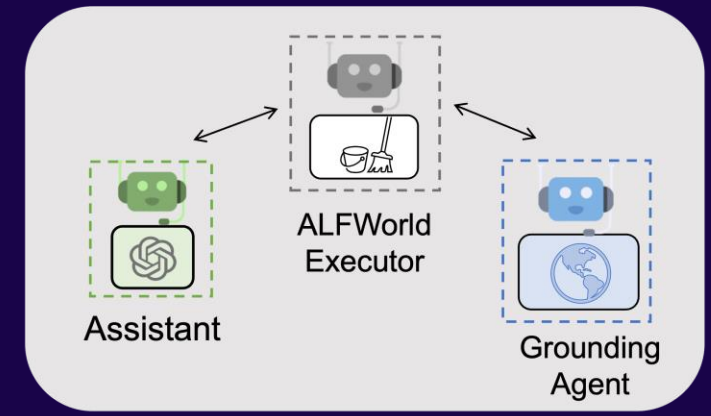 ALFWorld
Executor
Assistant
Grounding
Agent